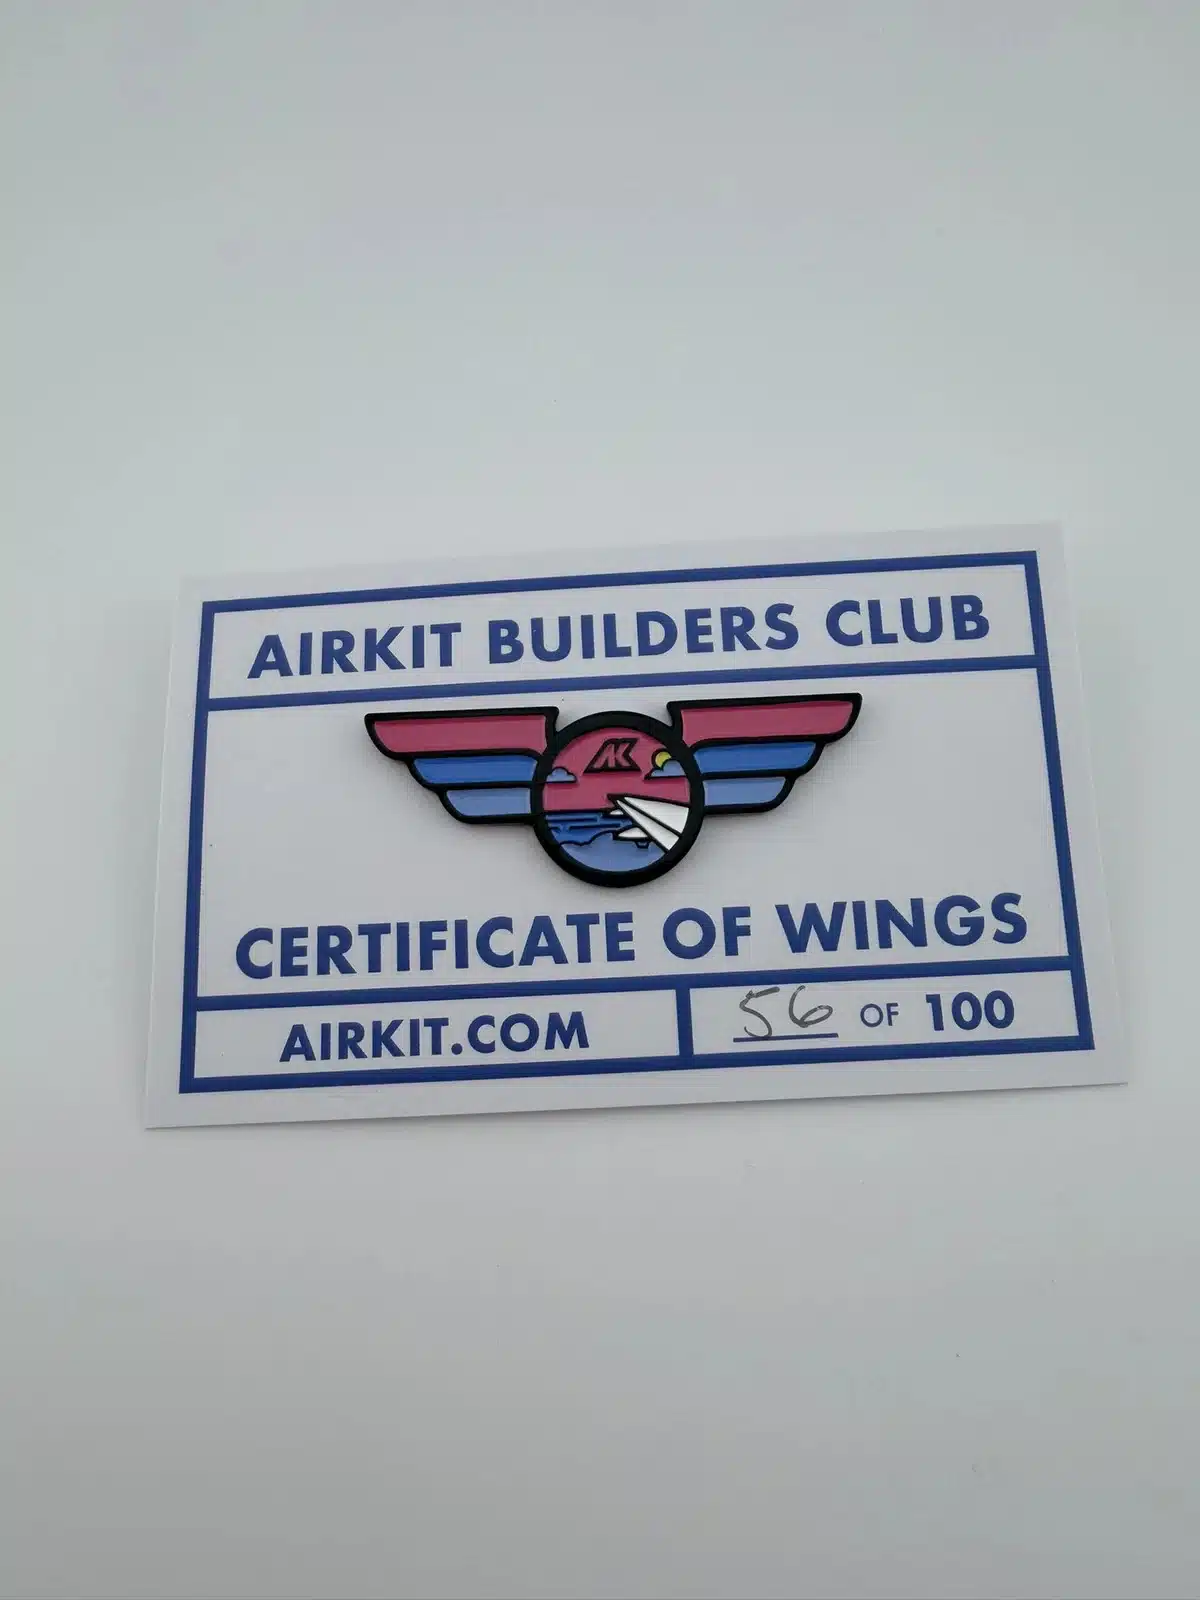 AIRKIT BUILDERS CLUB
AK
CERTIFICATE OF WINGS
AIRKIT.COM
56 OF 100